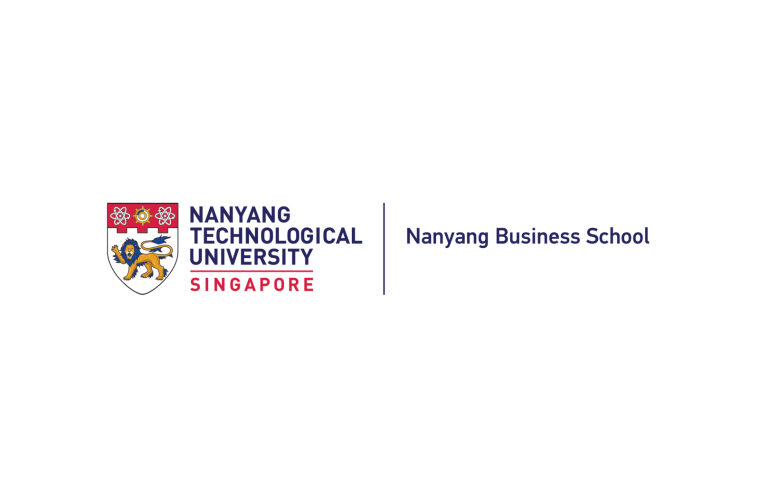 NANYANG
TECHNOLOGICAL
UNIVERSITY
SINGAPORE
Nanyang Business School